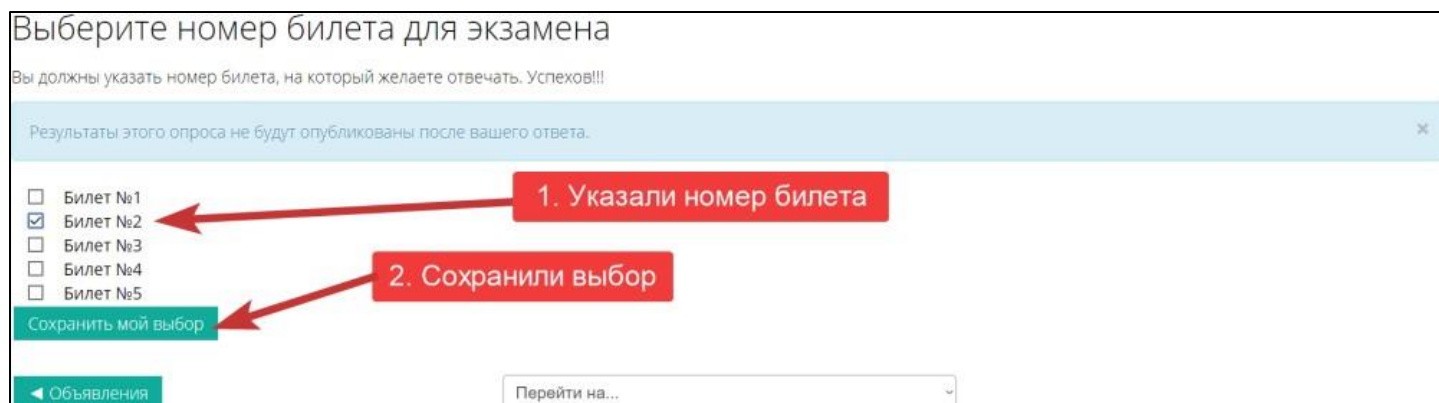 Выберите номер билета для экзамена
Вы должны указать номер билета, на который желаете отвечать. Успехов!!!
Результаты этого опроса не будут опубликованы после вашего ответа.
×
Билет №1
1. Указали номер билета
Билет №2
Билет №3
Билет №4
2. Сохранили выбор
Билет №5
Сохранить мой выбор
◄ Объявления
Перейти на...